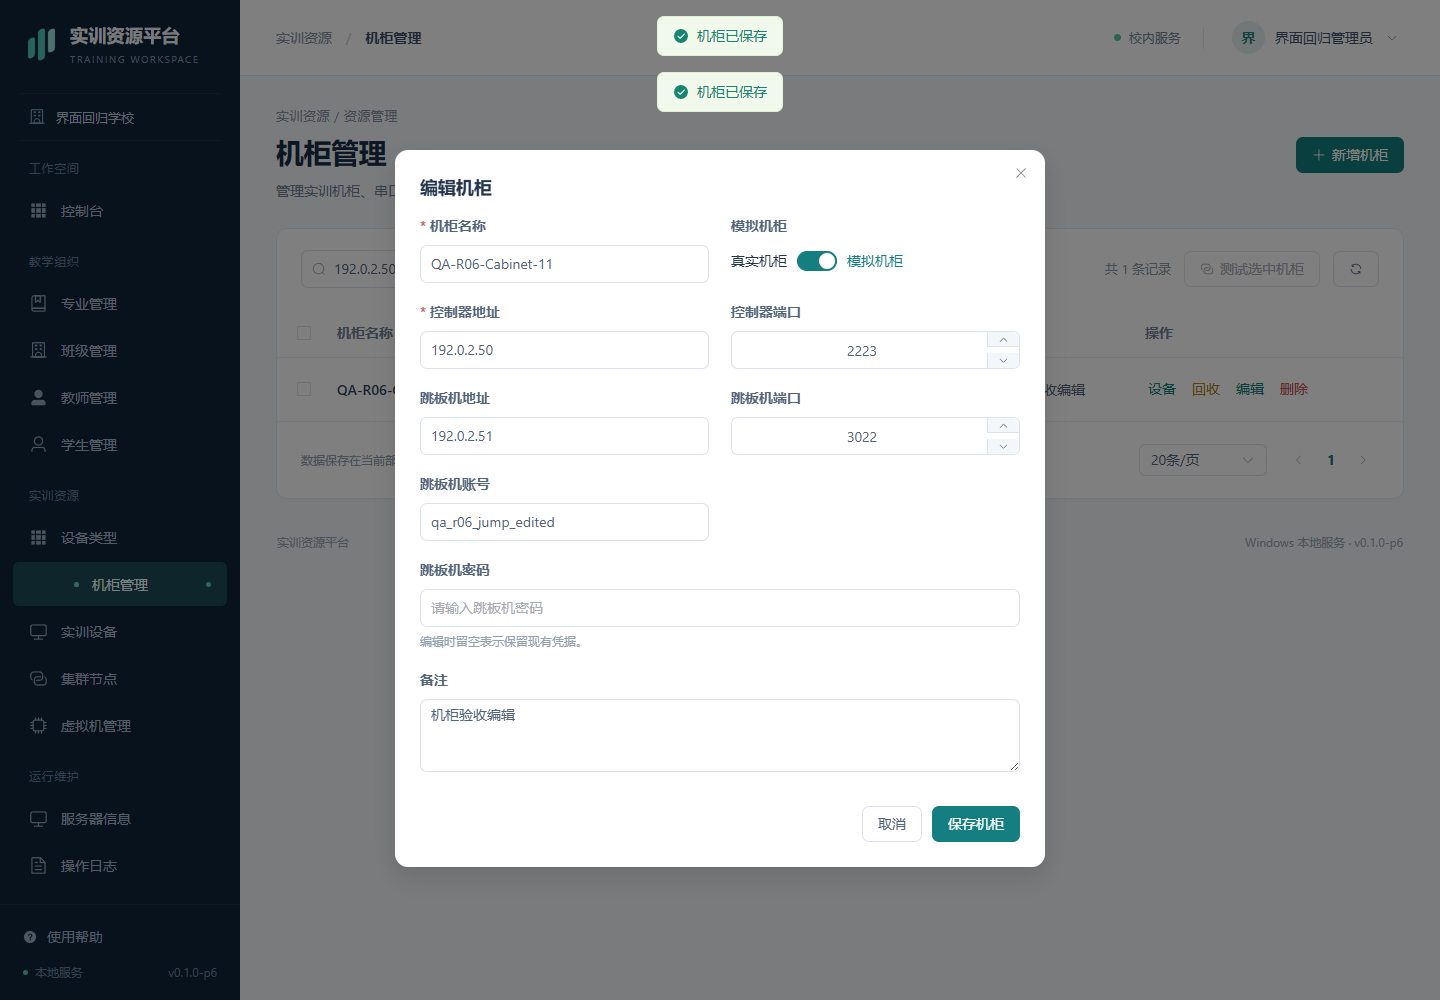 实训资源平台
TRAINING WORKSPACE
界面回归学校
工作空间
控制台
教学组织
专业管理
班级管理
教师管理
学生管理
实训资源
设备类型
机柜管理
实训设备
集群节点
虚拟机管理
运行维护
服务器信息
操作日志
使用帮助
本地服务 v0.1.0-p6
实训资源 / 机柜管理
校内服务
界 界面回归管理员
机柜已保存
机柜已保存
实训资源 / 资源管理
机柜管理
管理实训机柜、串口
新增机柜
192.0.2.50
共 1 条记录
测试选中机柜
机柜名称
操作
QA-R06-
收编辑
设备 回收 编辑 删除
数据保存在当前部
20条/页
1
实训资源平台
Windows 本地服务 · v0.1.0-p6
编辑机柜
* 机柜名称
QA-R06-Cabinet-11
模拟机柜
真实机柜 模拟机柜
* 控制器地址
192.0.2.50
控制器端口
2223
跳板机地址
192.0.2.51
跳板机端口
3022
跳板机账号
qa_r06_jump_edited
跳板机密码
请输入跳板机密码
编辑时留空表示保留现有凭据。
备注
机柜验收编辑
取消
保存机柜